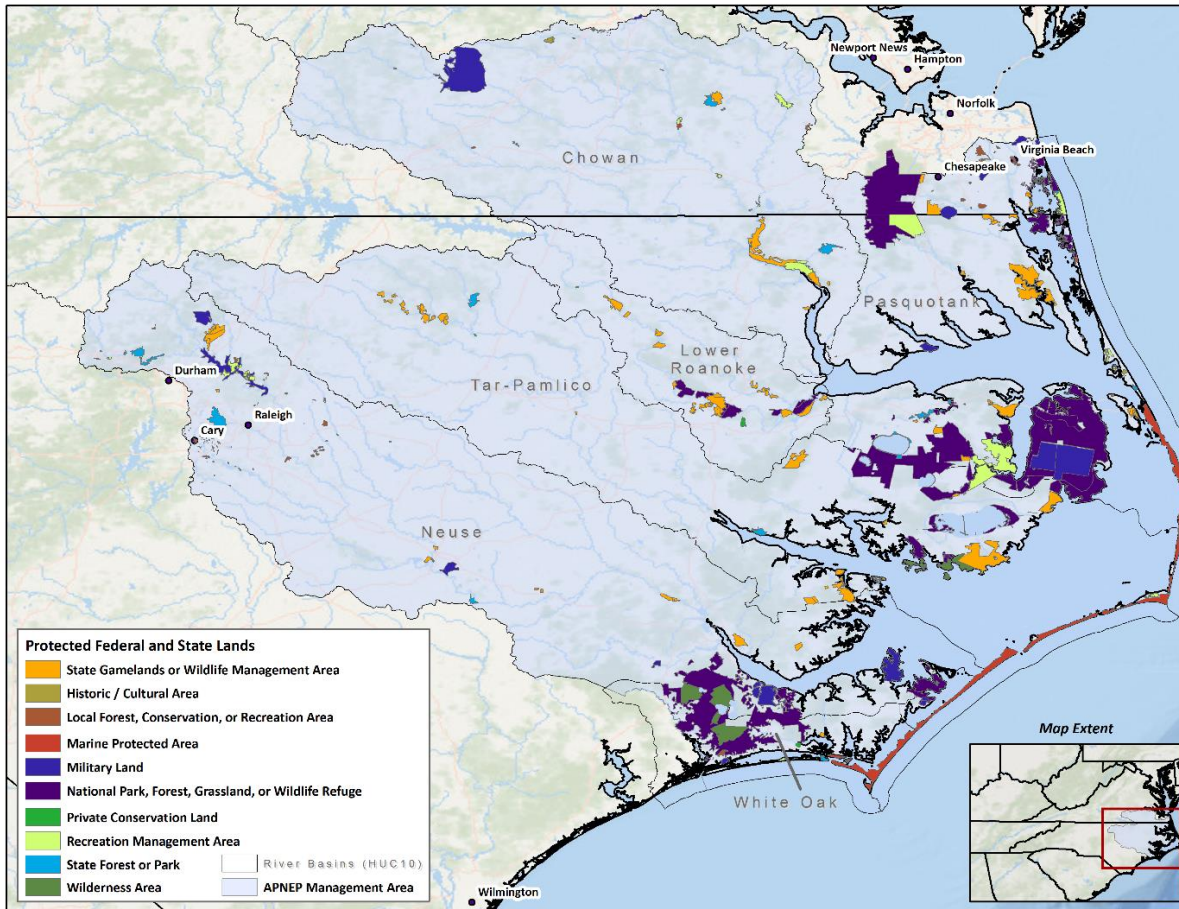 Newport News
Hampton
Norfolk
Virginia Beach
Chesapeake
Chowan
Pasquotank
Lower
Roanoke
Tar-Pamlico
Durham
Raleigh
Cary
Neuse
White Oak
Wilmington
Protected Federal and State Lands
State Gamelands or Wildlife Management Area
Historic / Cultural Area
Local Forest, Conservation, or Recreation Area
Marine Protected Area
Military Land
National Park, Forest, Grassland, or Wildlife Refuge
Private Conservation Land
Recreation Management Area
State Forest or Park
River Basins (HUC10)
Wilderness Area
APNEP Management Area
Map Extent